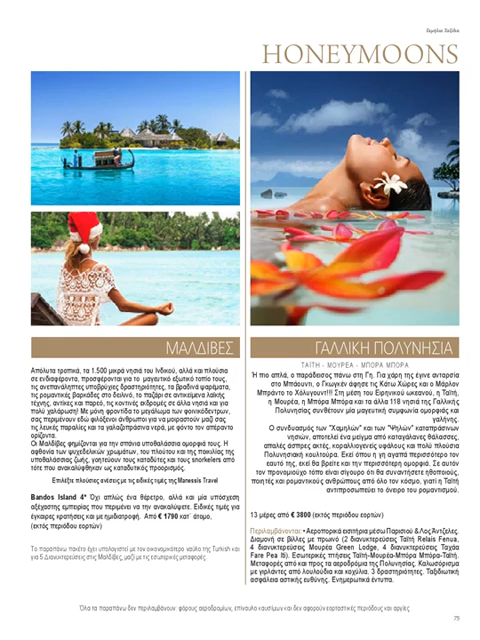 Γαμήλια Ταξίδια
HONEYMOONS
ΜΑΛΔΙΒΕΣ
Απόλυτα τροπικά, τα 1.500 μικρά νησιά του Ινδικού, αλλά και πλούσια
σε ενδιαφέροντα, προσφέρονται για το μαγευτικό εξωτικό τοπίο τους,
τις ανεπανάληπτες υποβρύχιες δραστηριότητες, τα βραδινά ψαρέματα,
τις ρομαντικές βαρκάδες στο δειλινό, το παζάρι σε αντικείμενα λαϊκής
τέχνης, αντίκες και παρεό, τις κοντινές εκδρομές σε άλλα νησιά και για
πολύ χαλάρωση! Με μόνη φροντίδα το μεγάλωμα των φοινικόδεντρων,
σας περιμένουν εδώ φιλόξενοι άνθρωποι για να μοιραστούν μαζί σας
τις λευκές παραλίες και τα γαλαζοπράσινα νερά, με φόντο τον απέραντο
ορίζοντα.
Οι Μαλδίβες φημίζονται για την σπάνια υποθαλάσσια ομορφιά τους. Η
αφθονία των ψυχεδελικών χρωμάτων, του πλούτου και της ποικιλίας της
υποθαλάσσιας ζωής, γοητεύουν τους καταδύτες και τους snorkelers από
τότε που ανακαλύφθηκαν ως καταδυτικός προορισμός.
Επιλέξτε πλούσιες ανέσεις με τις ειδικές τιμές της Manessis Travel
Bandos Island 4* Όχι απλώς ένα θέρετρο, αλλά και μία υπόσχεση
αξέχαστης εμπειρίας που περιμένει να την ανακαλύψετε. Ειδικές τιμές για
έγκαιρες κρατήσεις και με ημιδιατροφή. Από € 1790 κατ΄ άτομο,
(εκτός περιόδου εορτών)
Το παραπάνω πακέτο έχει υπολογιστεί με τον οικονομικότερο ναύλο της Turkish και
για 5 Διανυκτερεύσεις στις Μαλδίβες, μαζί με τις εσωτερικές μεταφορές.
ΓΑΛΛΙΚΗ ΠΟΛΥΝΗΣΙΑ
ΤΑΪΤΗ - ΜΟΥΡΕΑ - ΜΠΟΡΑ ΜΠΟΡΑ
Ή πιο απλά, ο παράδεισος πάνω στη Γη. Για χάρη της έγινε ανταρσία
στο Μπάουντι, ο Γκωγκέν άφησε τις Κάτω Χώρες και ο Μάρλον
Μπράντο το Χόλυγουντ!!! Στη μέση του Ειρηνικού ωκεανού, η Ταϊτή,
η Μουρέα, η Μπόρα Μπόρα και τα άλλα 118 νησιά της Γαλλικής
Πολυνησίας συνθέτουν μία μαγευτική συμφωνία ομορφιάς και
γαλήνης.
Ο συνδυασμός των "Χαμηλών" και των "Ψηλών" καταπράσινων
νησιών, αποτελεί ένα μείγμα από καταγάλανες θάλασσες,
απαλές άσπρες ακτές, κοραλλιογενείς υφάλους και πολύ πλούσια
Πολυνησιακή κουλτούρα. Εκεί όπου η γη αγαπά περισσότερο τον
εαυτό της, εκεί θα βρείτε και την περισσότερη ομορφιά. Σε αυτόν
τον προνομιούχο τόπο είναι σίγουρο ότι θα συναντήσετε ηθοποιούς,
ποιητές και ρομαντικούς ανθρώπους από όλο τον κόσμο, γιατί η Ταϊτή
αντιπροσωπεύει το όνειρο του ρομαντισμού.
13 μέρες από € 3800 (εκτός περιόδου εορτών)
Περιλαμβάνονται: • Αεροπορικά εισιτήρια μέσω Παρισιού & Λος Άντζελες.
Διαμονή σε βίλλες με πρωινό (2 διανυκτερεύσεις Ταϊτή Relais Fenua,
4 διανυκτερεύσεις Μουρέα Green Lodge, 4 διανυκτερεύσεις Ταχάα
Fare Pea Iti). Εσωτερικές πτήσεις Ταϊτή-Μουρέα-Μπόρα Μπόρα-Ταϊτή.
Μεταφορές από και προς τα αεροδρόμια της Πολυνησίας. Καλωσόρισμα
με γιρλάντες από λουλούδια και κοχύλια, 3 δραστηριότητες. Ταξιδιωτική
ασφάλεια αστικής ευθύνης. Ενημερωτικά έντυπα.
Όλα τα παραπάνω δεν περιλαμβάνουν: φόρους αεροδρομίων, επίναυλο καυσίμων και δεν αφορούν εορταστικές περιόδους και αργίες.
75